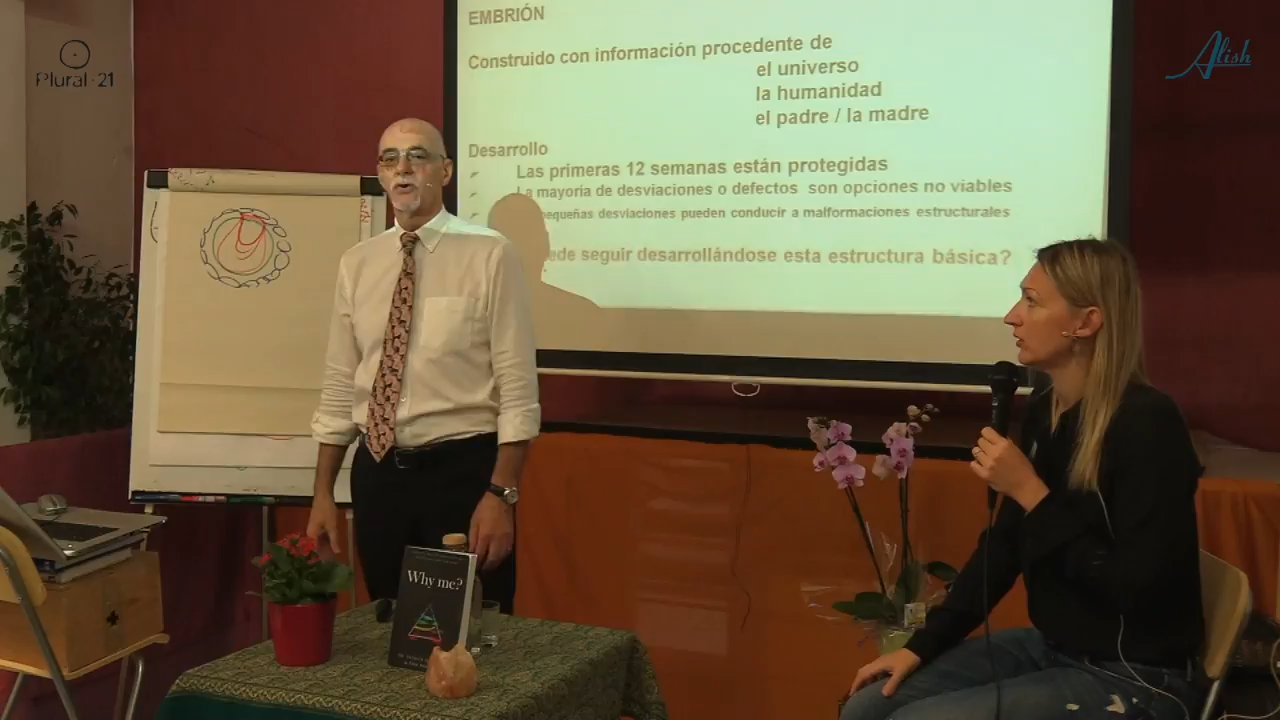 Plural · 21
Alish
EMBRIÓN
Construido con información procedente de
el universo
la humanidad
el padre / la madre
Desarrollo
Las primeras 12 semanas están protegidas
La mayoría de desviaciones o defectos son opciones no viables
pequeñas desviaciones pueden conducir a malformaciones estructurales
ede seguir desarrollándose esta estructura básica?
Why me?